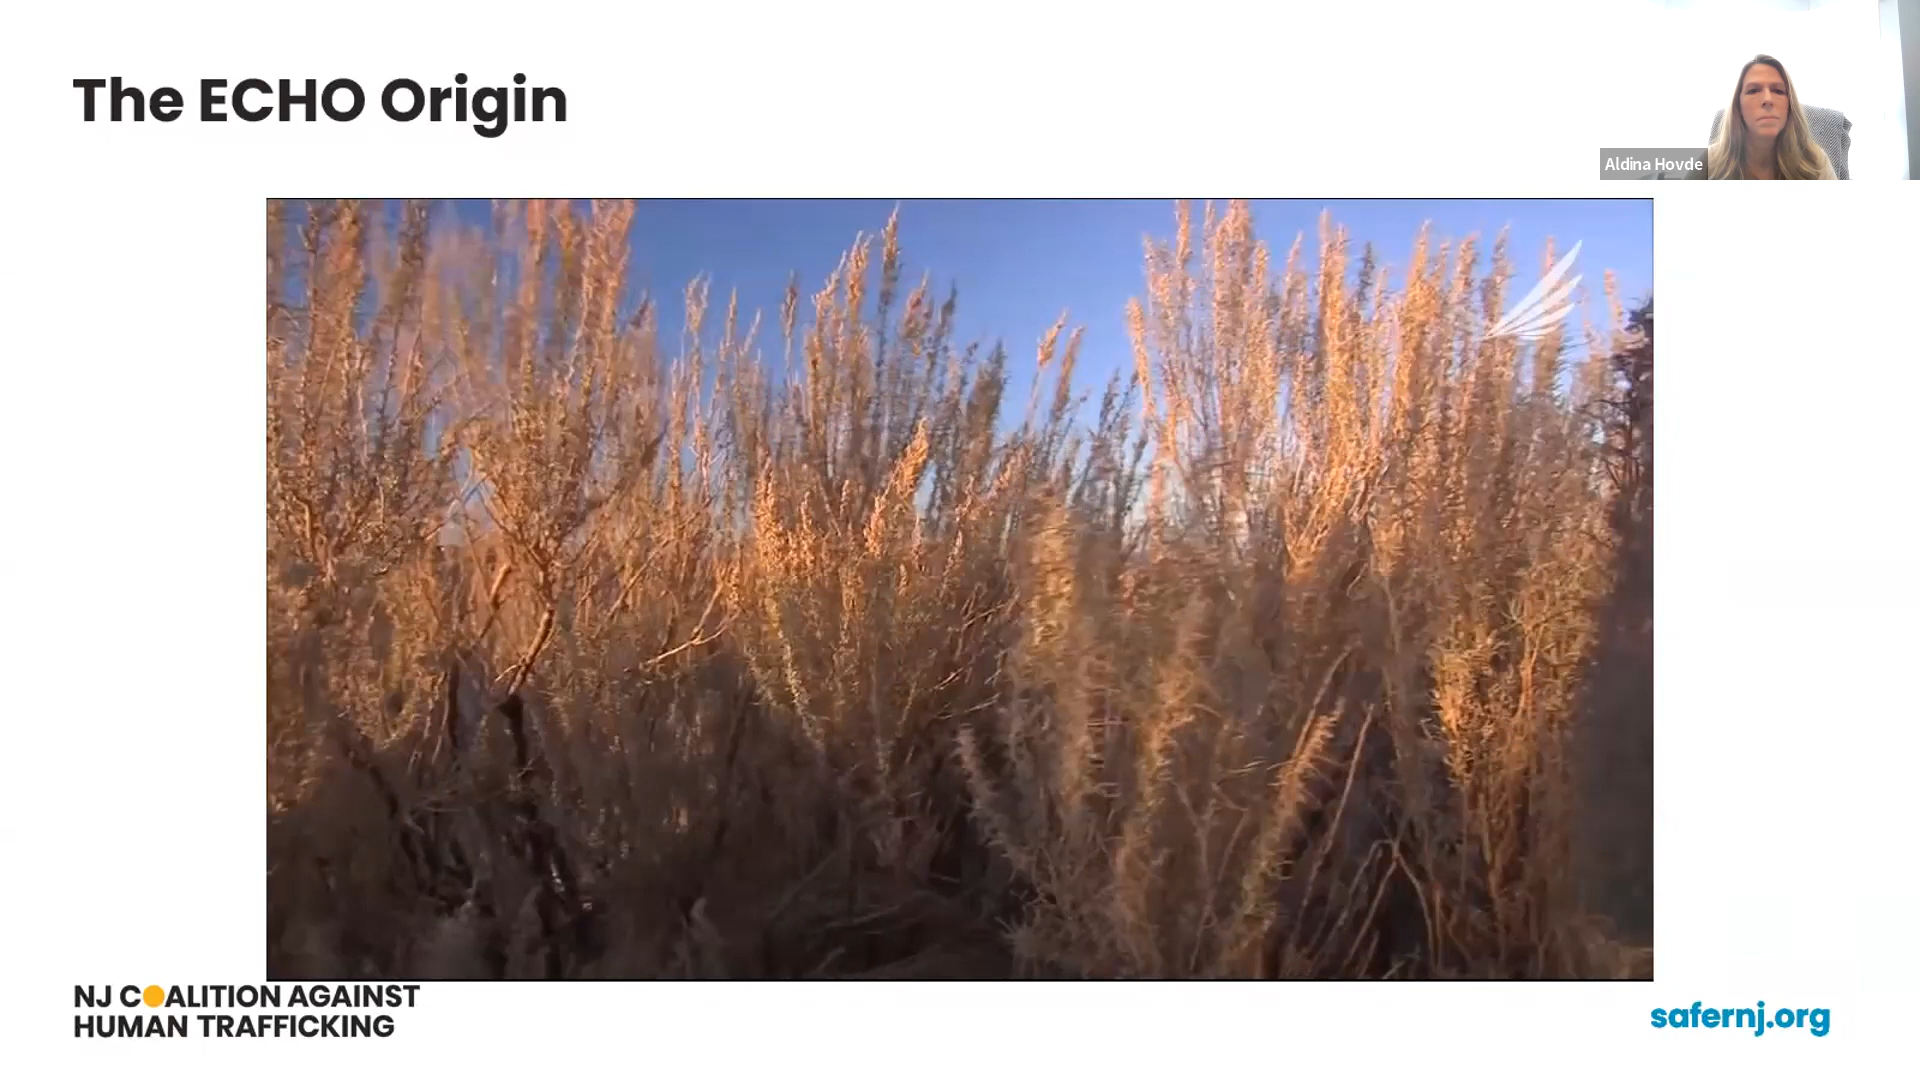 The ECHO Origin
Aldina Hovde
NJ COALITION AGAINST
HUMAN TRAFFICKING
safernj.org